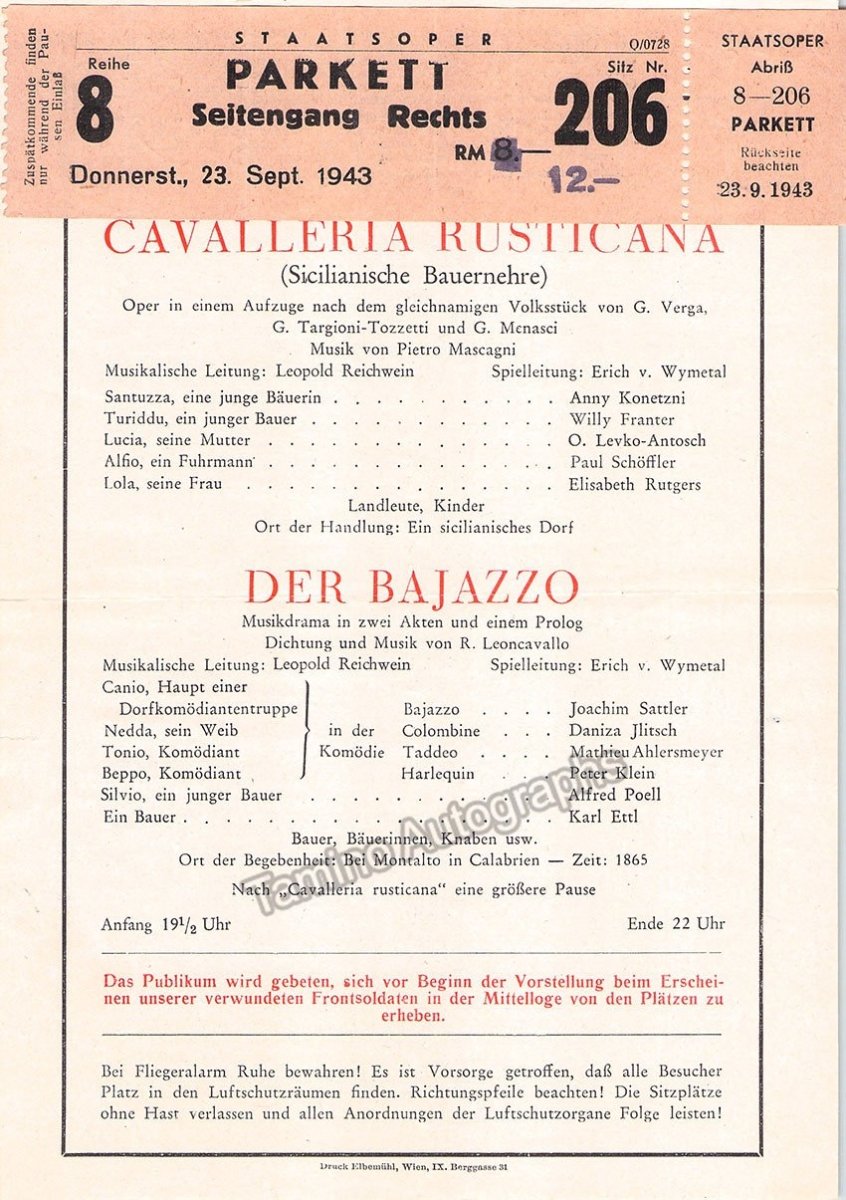 Zuspätkommende finden
nur während der Pau-
sen Einlaß
STAATSOPER
Q/0728
Reihe
8
PARKETT
Seitengang Rechts
Sitz Nr.
206
RM 8.—
12.—
Donnerst., 23. Sept. 1943
STAATSOPER
Abriß
8—206
PARKETT
Rückseite
beachten
23.9.1943
CAVALLERIA RUSTICANA
(Sicilianische Bauernehre)
Oper in einem Aufzuge nach dem gleichnamigen Volksstück von G. Verga,
G. Targioni-Tozzetti und G. Menasci
Musik von Pietro Mascagni
Musikalische Leitung: Leopold Reichwein Spielleitung: Erich v. Wymetal
Santuzza, eine junge Bäuerin . . . . . . . . . . . Anny Konetzni
Turiddu, ein junger Bauer . . . . . . . . . . . . Willy Franter
Lucia, seine Mutter . . . . . . . . . . . . . . O. Levko-Antosch
Alfio, ein Fuhrmann . . . . . . . . . . . . . . Paul Schöffler
Lola, seine Frau . . . . . . . . . . . . . . . Elisabeth Rutgers
Landleute, Kinder
Ort der Handlung: Ein sicilianisches Dorf
DER BAJAZZO
Musikdrama in zwei Akten und einem Prolog
Dichtung und Musik von R. Leoncavallo
Musikalische Leitung: Leopold Reichwein Spielleitung: Erich v. Wymetal
Canio, Haupt einer
Dorfkomödiantentruppe Bajazzo . . . . Joachim Sattler
Nedda, sein Weib in der Colombine . . . Daniza Jlitsch
Tonio, Komödiant Komödie Taddeo . . . . Mathieu Ahlersmeyer
Beppo, Komödiant Harlequin . . . Peter Klein
Silvio, ein junger Bauer . . . . . . . . . . . . Alfred Poell
Ein Bauer . . . . . . . . . . . . . . . . . . Karl Ettl
Bauer, Bäuerinnen, Knaben usw.
Ort der Begebenheit: Bei Montalto in Calabrien — Zeit: 1865
Nach „Cavalleria rusticana“ eine größere Pause
Anfang 19½ Uhr Ende 22 Uhr
Das Publikum wird gebeten, sich vor Beginn der Vorstellung beim Erschei-
nen unserer verwundeten Frontsoldaten in der Mittelloge von den Plätzen zu
erheben.
Bei Fliegeralarm Ruhe bewahren! Es ist Vorsorge getroffen, daß alle Besucher
Platz in den Luftschutzräumen finden. Richtungspfeile beachten! Die Sitzplätze
ohne Hast verlassen und allen Anordnungen der Luftschutzorgane Folge leisten!
Druck Elbemühl, Wien, IX. Berggasse 31
Tamino Autographs